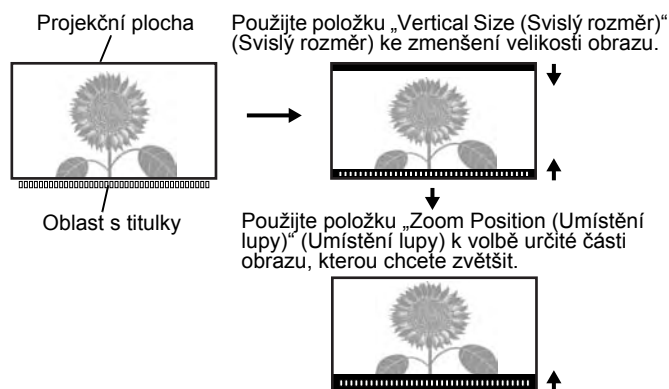 Projekční plocha
Použijte položku „Vertical Size (Svislý rozměr)“
(Svislý rozměr) ke zmenšení velikosti obrazu.
Oblast s titulky
Použijte položku „Zoom Position (Umístění
lupy)“ (Umístění lupy) k volbě určité části
obrazu, kterou chcete zvětšit.